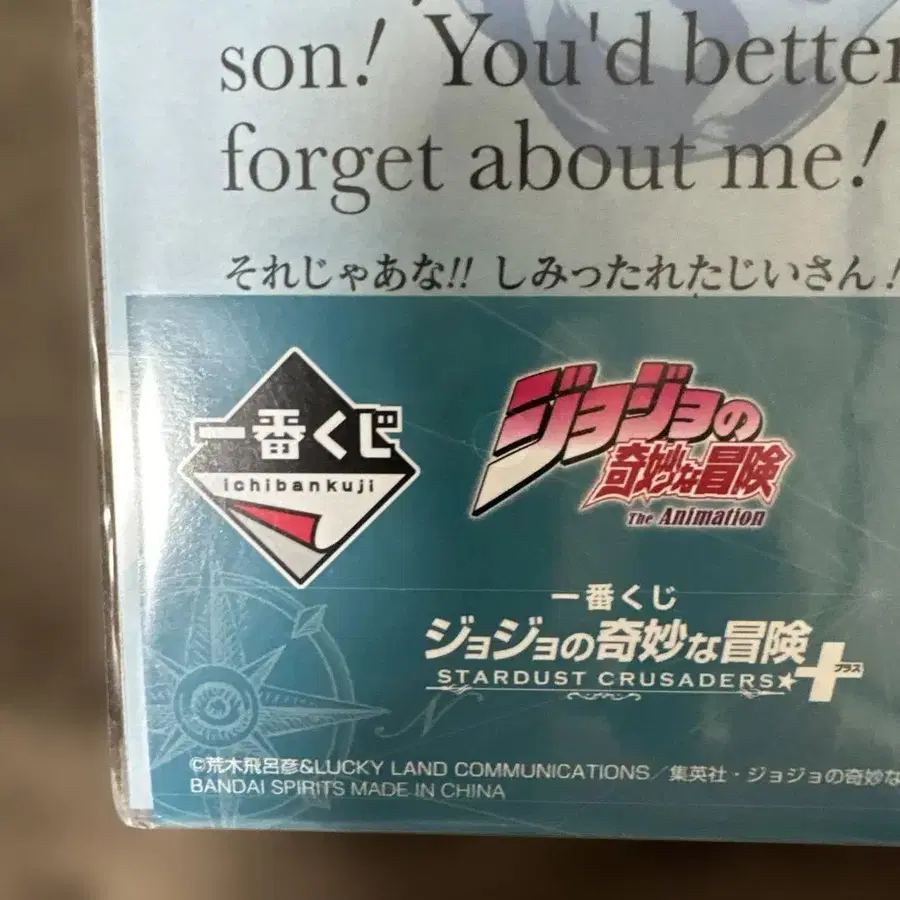 son! You'd better
forget about me!
それじゃあな!! しみったれたじいさん!
一番くじ
ichibankuji
ジョジョの
奇妙な冒険
The Animation
一番くじ
ジョジョの奇妙な冒険
STARDUST CRUSADERS★+プラス
N
©荒木飛呂彦&LUCKY LAND COMMUNICATIONS/集英社・ジョジョの奇妙な
BANDAI SPIRITS MADE IN CHINA